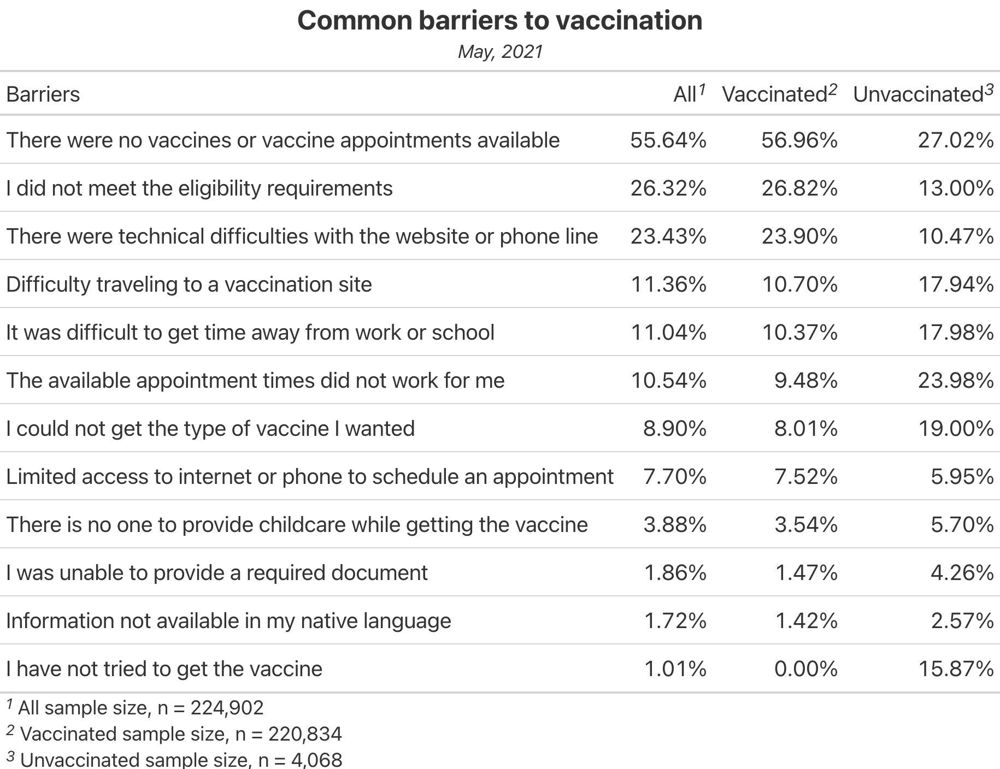 Common barriers to vaccination
May, 2021
Barriers All1 Vaccinated2 Unvaccinated3
There were no vaccines or vaccine appointments available 55.64% 56.96% 27.02%
I did not meet the eligibility requirements 26.32% 26.82% 13.00%
There were technical difficulties with the website or phone line 23.43% 23.90% 10.47%
Difficulty traveling to a vaccination site 11.36% 10.70% 17.94%
It was difficult to get time away from work or school 11.04% 10.37% 17.98%
The available appointment times did not work for me 10.54% 9.48% 23.98%
I could not get the type of vaccine I wanted 8.90% 8.01% 19.00%
Limited access to internet or phone to schedule an appointment 7.70% 7.52% 5.95%
There is no one to provide childcare while getting the vaccine 3.88% 3.54% 5.70%
I was unable to provide a required document 1.86% 1.47% 4.26%
Information not available in my native language 1.72% 1.42% 2.57%
I have not tried to get the vaccine 1.01% 0.00% 15.87%
1 All sample size, n = 224,902
2 Vaccinated sample size, n = 220,834
3 Unvaccinated sample size, n = 4,068